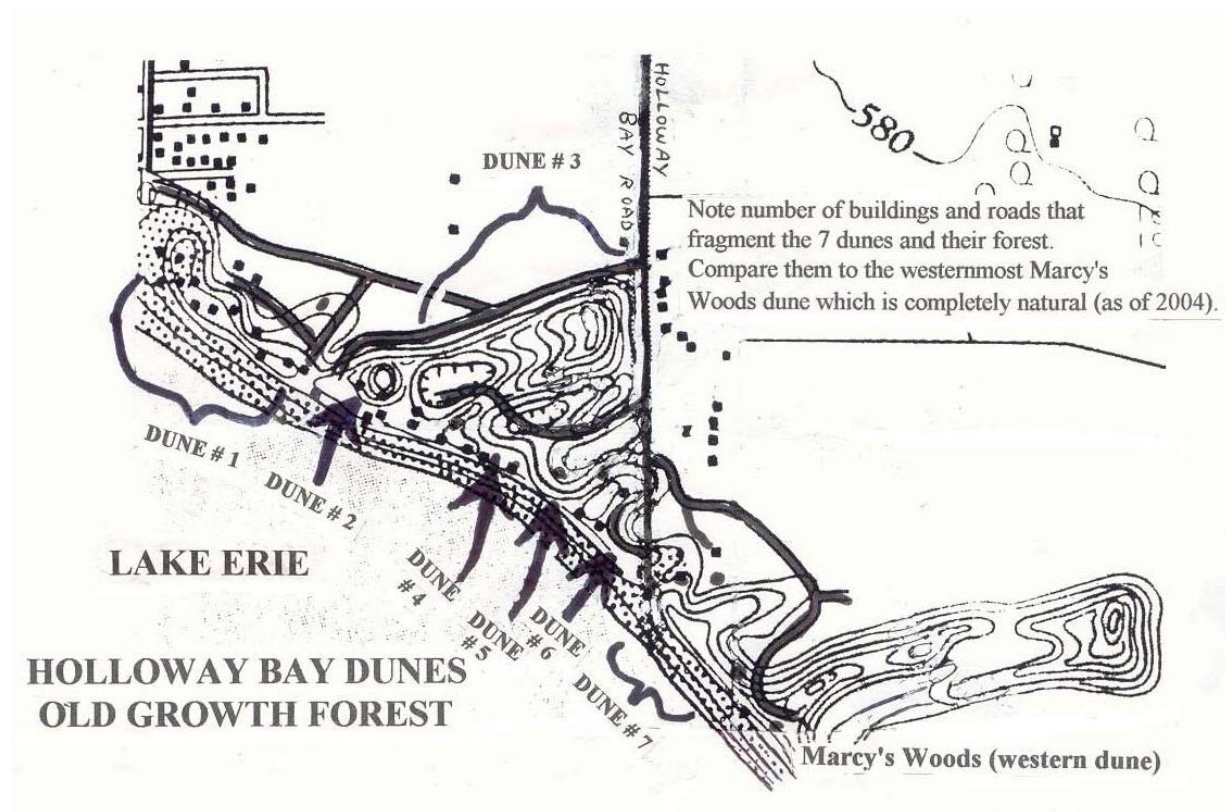 HOLLOWAY
BAY ROAD
DUNE # 3
580
Note number of buildings and roads that
fragment the 7 dunes and their forest.
Compare them to the westernmost Marcy's
Woods dune which is completely natural (as of 2004).
DUNE # 1
DUNE # 2
LAKE ERIE
DUNE
# 4
DUNE
# 5
DUNE
# 6
DUNE # 7
HOLLOWAY BAY DUNES
OLD GROWTH FOREST
Marcy's Woods (western dune)